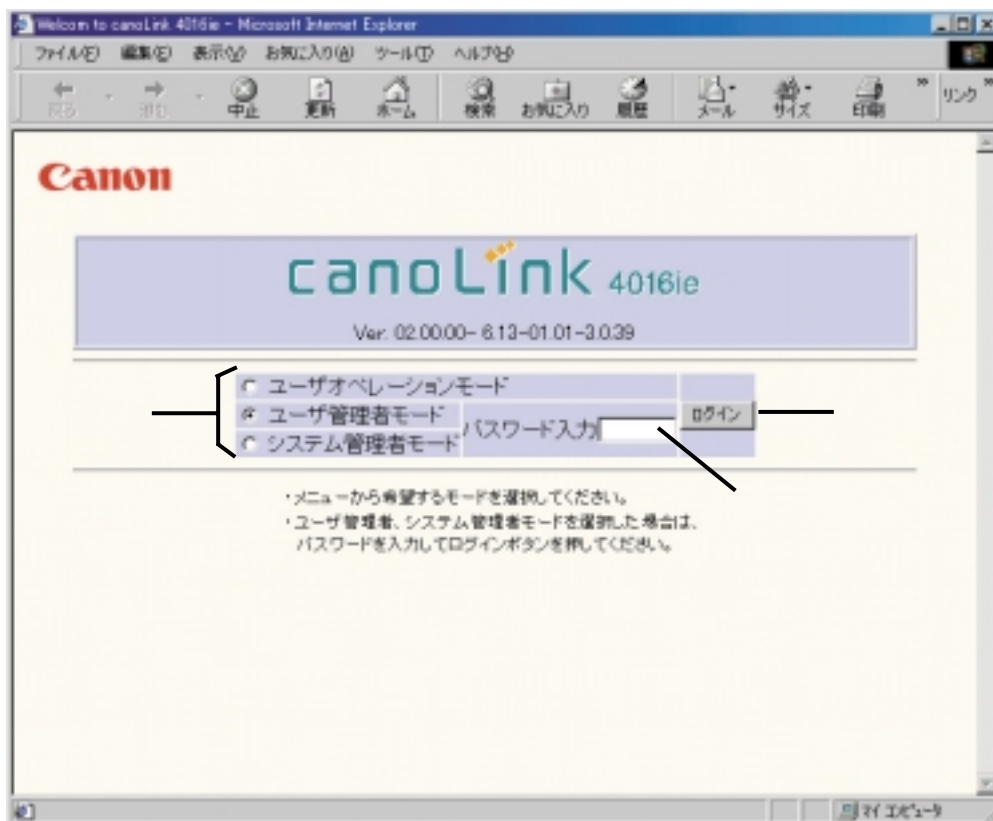 Welcom to canoLink 4016ie - Microsoft Internet Explorer
ファイル(F) 編集(E) 表示(V) お気に入り(A) ツール(T) ヘルプ(H)
戻る 進む 中止 更新 ホーム 検索 お気に入り 履歴 メール サイズ 印刷 » リンク »
Canon
canoLink 4016ie
Ver. 02.00.00- 6.13-01.01-3.0.39
ユーザオペレーションモード
ユーザ管理者モード パスワード入力 ログイン
システム管理者モード
・メニューから希望するモードを選択してください。
・ユーザ管理者、システム管理者モードを選択した場合は、
パスワードを入力してログインボタンを押してください。
マイ コンピュータ